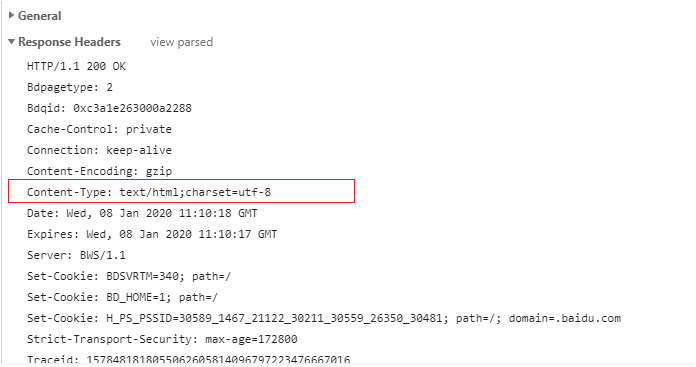 General
Response Headers view parsed
HTTP/1.1 200 OK
Bdpagetype: 2
Bdqid: 0xc3a1e263000a2288
Cache-Control: private
Connection: keep-alive
Content-Encoding: gzip
Content-Type: text/html;charset=utf-8
Date: Wed, 08 Jan 2020 11:10:18 GMT
Expires: Wed, 08 Jan 2020 11:10:17 GMT
Server: BWS/1.1
Set-Cookie: BDSVRTM=340; path=/
Set-Cookie: BD_HOME=1; path=/
Set-Cookie: H_PS_PSSID=30589_1467_21122_30211_30559_26350_30481; path=/; domain=.baidu.com
Strict-Transport-Security: max-age=172800
Traceid: